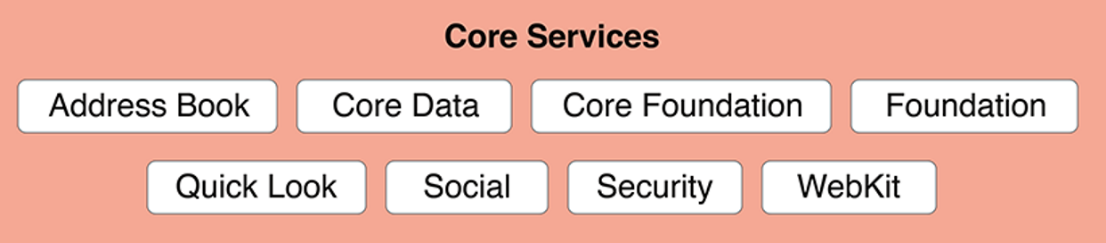 Core Services
Address Book Core Data Core Foundation Foundation
Quick Look Social Security WebKit